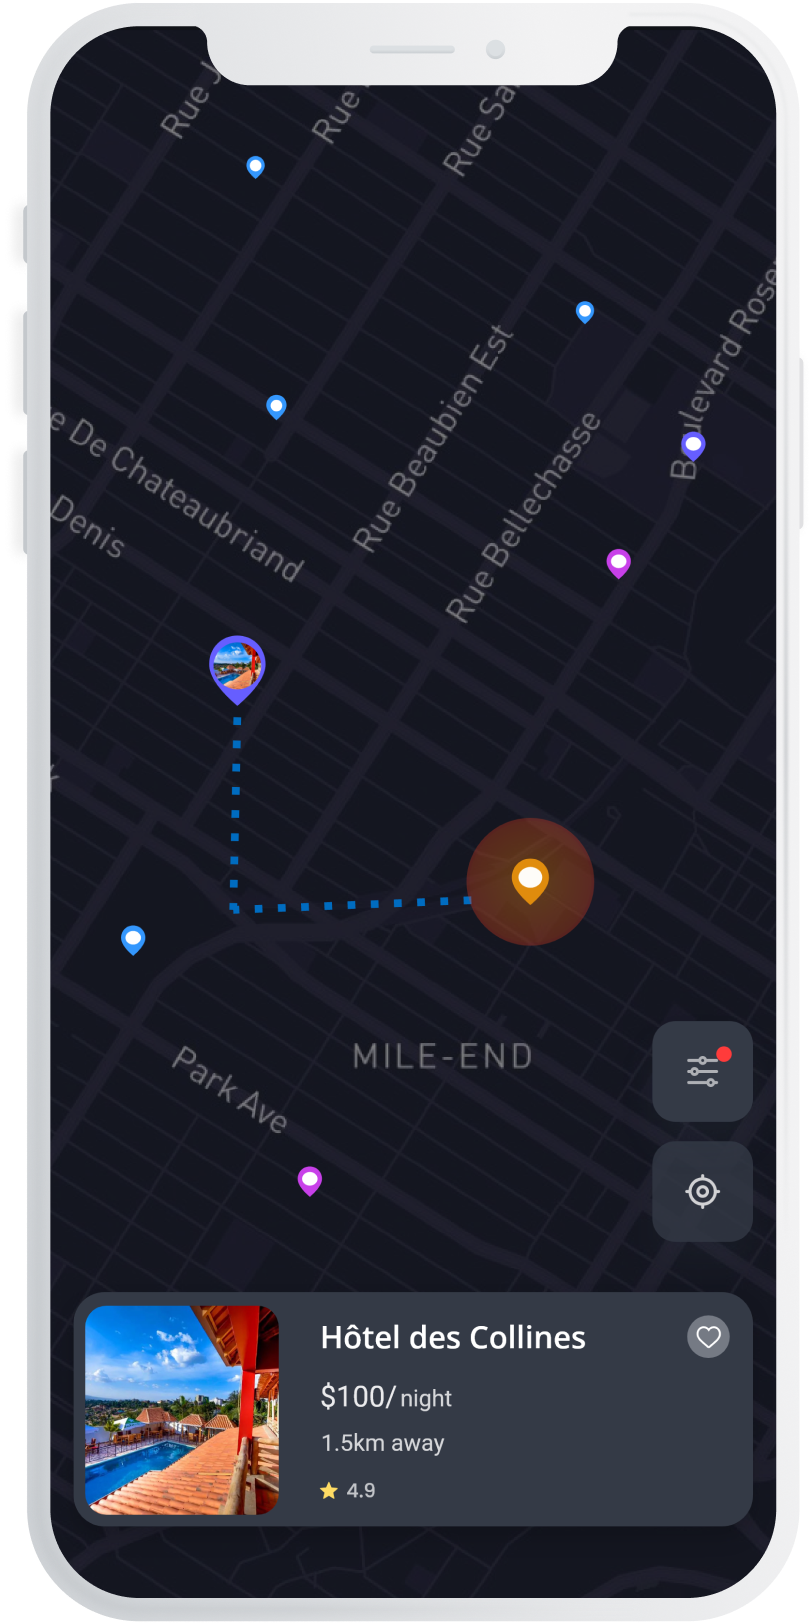 Rue J
Rue
Rue Sa
Boulevard Rose
Rue Beaubien Est
Rue Bellechasse
e De Chateaubriand
Denis
k
MILE-END
Park Ave
Hôtel des Collines
$100/ night
1.5km away
4.9